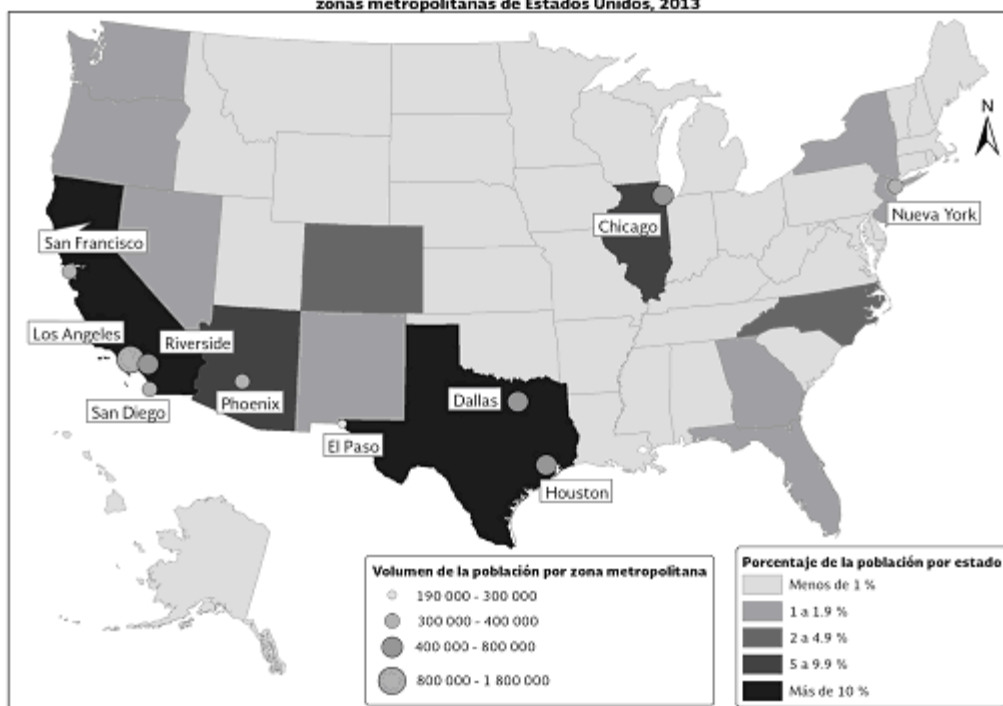 zonas metropolitanas de Estados Unidos, 2013
N
Nueva York
Chicago
San Francisco
Los Angeles
Riverside
Phoenix
San Diego
Dallas
El Paso
Houston
Volumen de la población por zona metropolitana
190 000 - 300 000
300 000 - 400 000
400 000 - 800 000
800 000 - 1 800 000
Porcentaje de la población por estado
Menos de 1 %
1 a 1.9 %
2 a 4.9 %
5 a 9.9 %
Más de 10 %